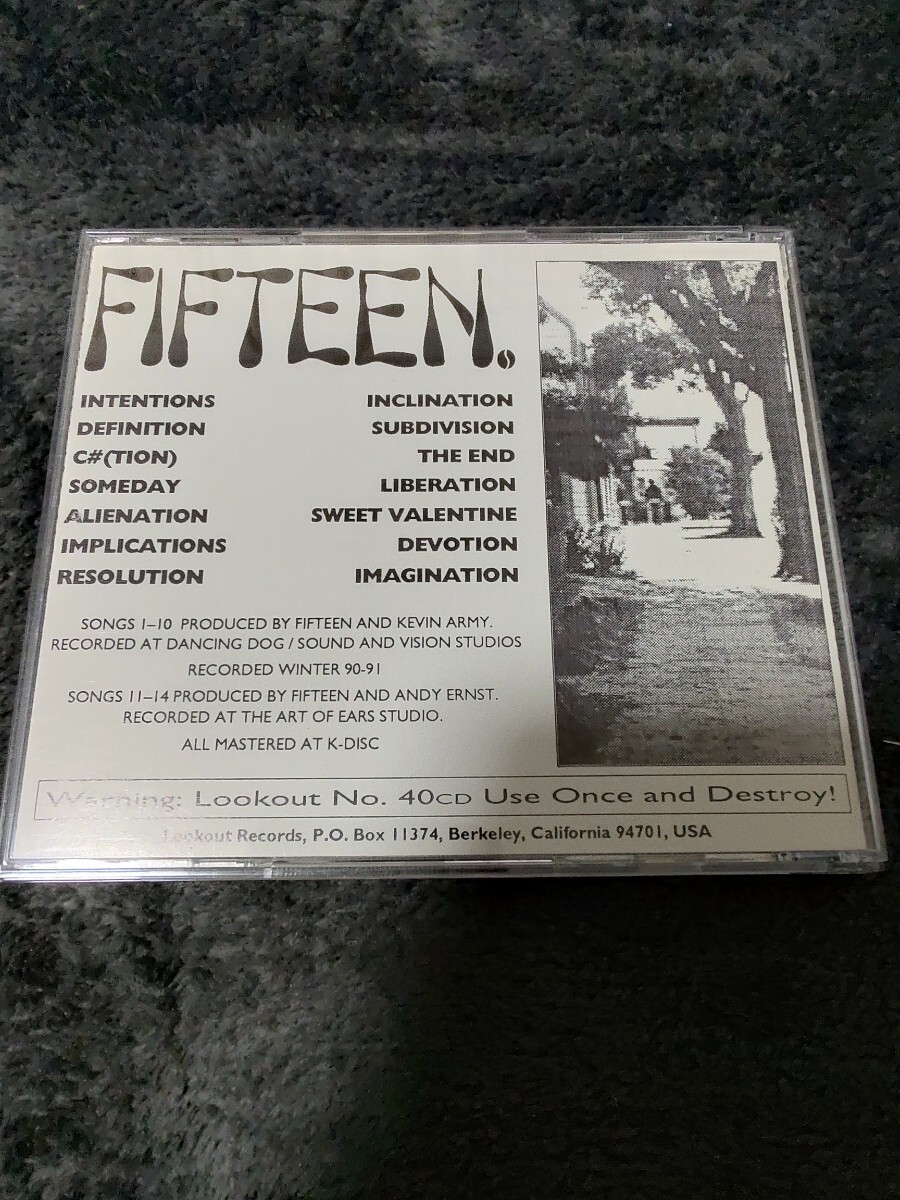 FIFTEEN.
INTENTIONS
DEFINITION
C#(TION)
SOMEDAY
ALIENATION
IMPLICATIONS
RESOLUTION
INCLINATION
SUBDIVISION
THE END
LIBERATION
SWEET VALENTINE
DEVOTION
IMAGINATION
SONGS 1–10 PRODUCED BY FIFTEEN AND KEVIN ARMY.
RECORDED AT DANCING DOG / SOUND AND VISION STUDIOS
RECORDED WINTER 90-91
SONGS 11–14 PRODUCED BY FIFTEEN AND ANDY ERNST.
RECORDED AT THE ART OF EARS STUDIO.
ALL MASTERED AT K-DISC
Warning: Lookout No. 40CD Use Once and Destroy!
Lookout Records, P.O. Box 11374, Berkeley, California 94701, USA